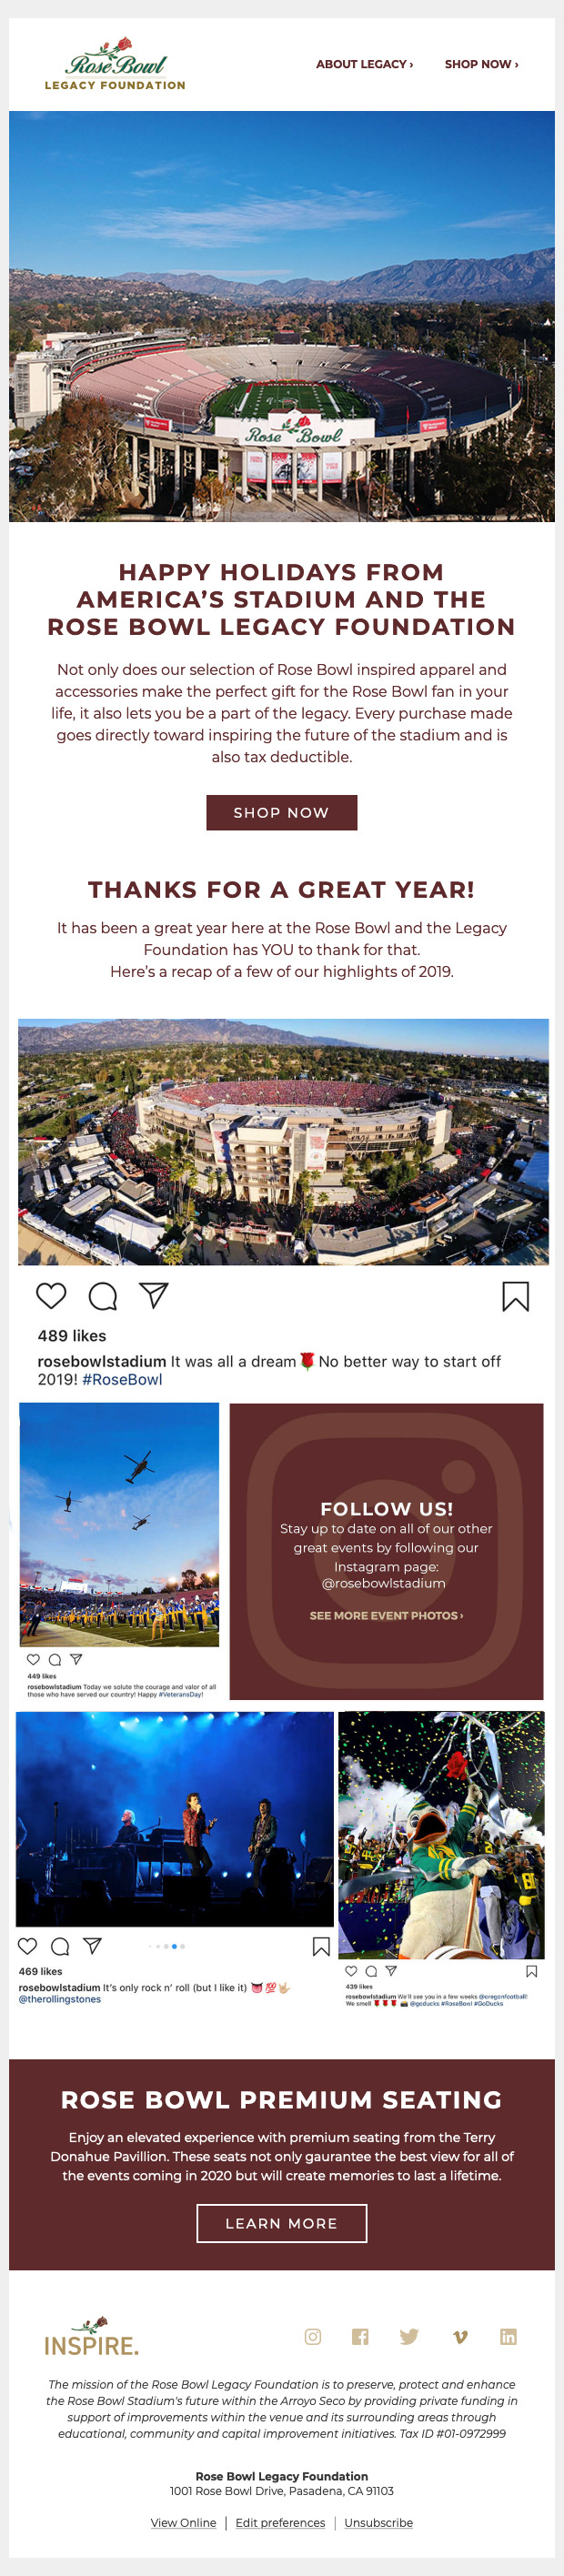 Rose Bowl
LEGACY FOUNDATION
ABOUT LEGACY ›
SHOP NOW ›
Rose Bowl
HAPPY HOLIDAYS FROM
AMERICA’S STADIUM AND THE
ROSE BOWL LEGACY FOUNDATION
Not only does our selection of Rose Bowl inspired apparel and
accessories make the perfect gift for the Rose Bowl fan in your
life, it also lets you be a part of the legacy. Every purchase made
goes directly toward inspiring the future of the stadium and is
also tax deductible.
SHOP NOW
THANKS FOR A GREAT YEAR!
It has been a great year here at the Rose Bowl and the Legacy
Foundation has YOU to thank for that.
Here’s a recap of a few of our highlights of 2019.
489 likes
rosebowlstadium It was all a dream🌹No better way to start off
2019! #RoseBowl
449 likes
rosebowlstadium Today we salute the courage and valor of all
those who have served our country! Happy #VeteransDay!
FOLLOW US!
Stay up to date on all of our other
great events by following our
Instagram page:
@rosebowlstadium
SEE MORE EVENT PHOTOS ›
469 likes
rosebowlstadium It's only rock n' roll (but I like it) 👅💯🤟🏼
@therollingstones
439 likes
rosebowlstadium We'll see you in a few weeks @oregonfootball!
We smell 🌹🌹🌹 📷 @goducks #RoseBowl #GoDucks
ROSE BOWL PREMIUM SEATING
Enjoy an elevated experience with premium seating from the Terry
Donahue Pavillion. These seats not only gaurantee the best view for all of
the events coming in 2020 but will create memories to last a lifetime.
LEARN MORE
INSPIRE.
The mission of the Rose Bowl Legacy Foundation is to preserve, protect and enhance
the Rose Bowl Stadium's future within the Arroyo Seco by providing private funding in
support of improvements within the venue and its surrounding areas through
educational, community and capital improvement initiatives. Tax ID #01-0972999
Rose Bowl Legacy Foundation
1001 Rose Bowl Drive, Pasadena, CA 91103
View Online | Edit preferences | Unsubscribe